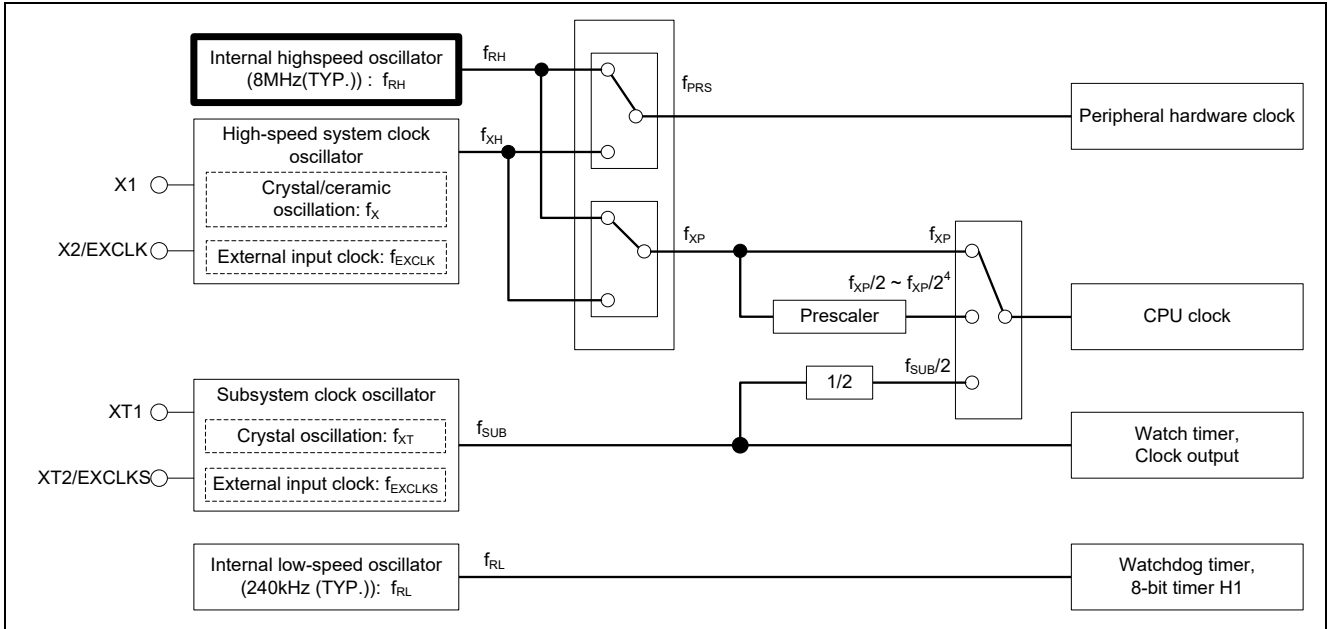 Internal highspeed oscillator
(8MHz(TYP.)) : fRH
fRH
fPRS
Peripheral hardware clock
High-speed system clock
oscillator
fXH
X1
Crystal/ceramic
oscillation: fX
X2/EXCLK
External input clock: fEXCLK
fXP
fXP
fXP/2 ~ fXP/2⁴
Prescaler
CPU clock
fSUB/2
1/2
Subsystem clock oscillator
XT1
Crystal oscillation: fXT
fSUB
Watch timer,
Clock output
XT2/EXCLKS
External input clock: fEXCLKS
Internal low-speed oscillator
(240kHz (TYP.)): fRL
fRL
Watchdog timer,
8-bit timer H1